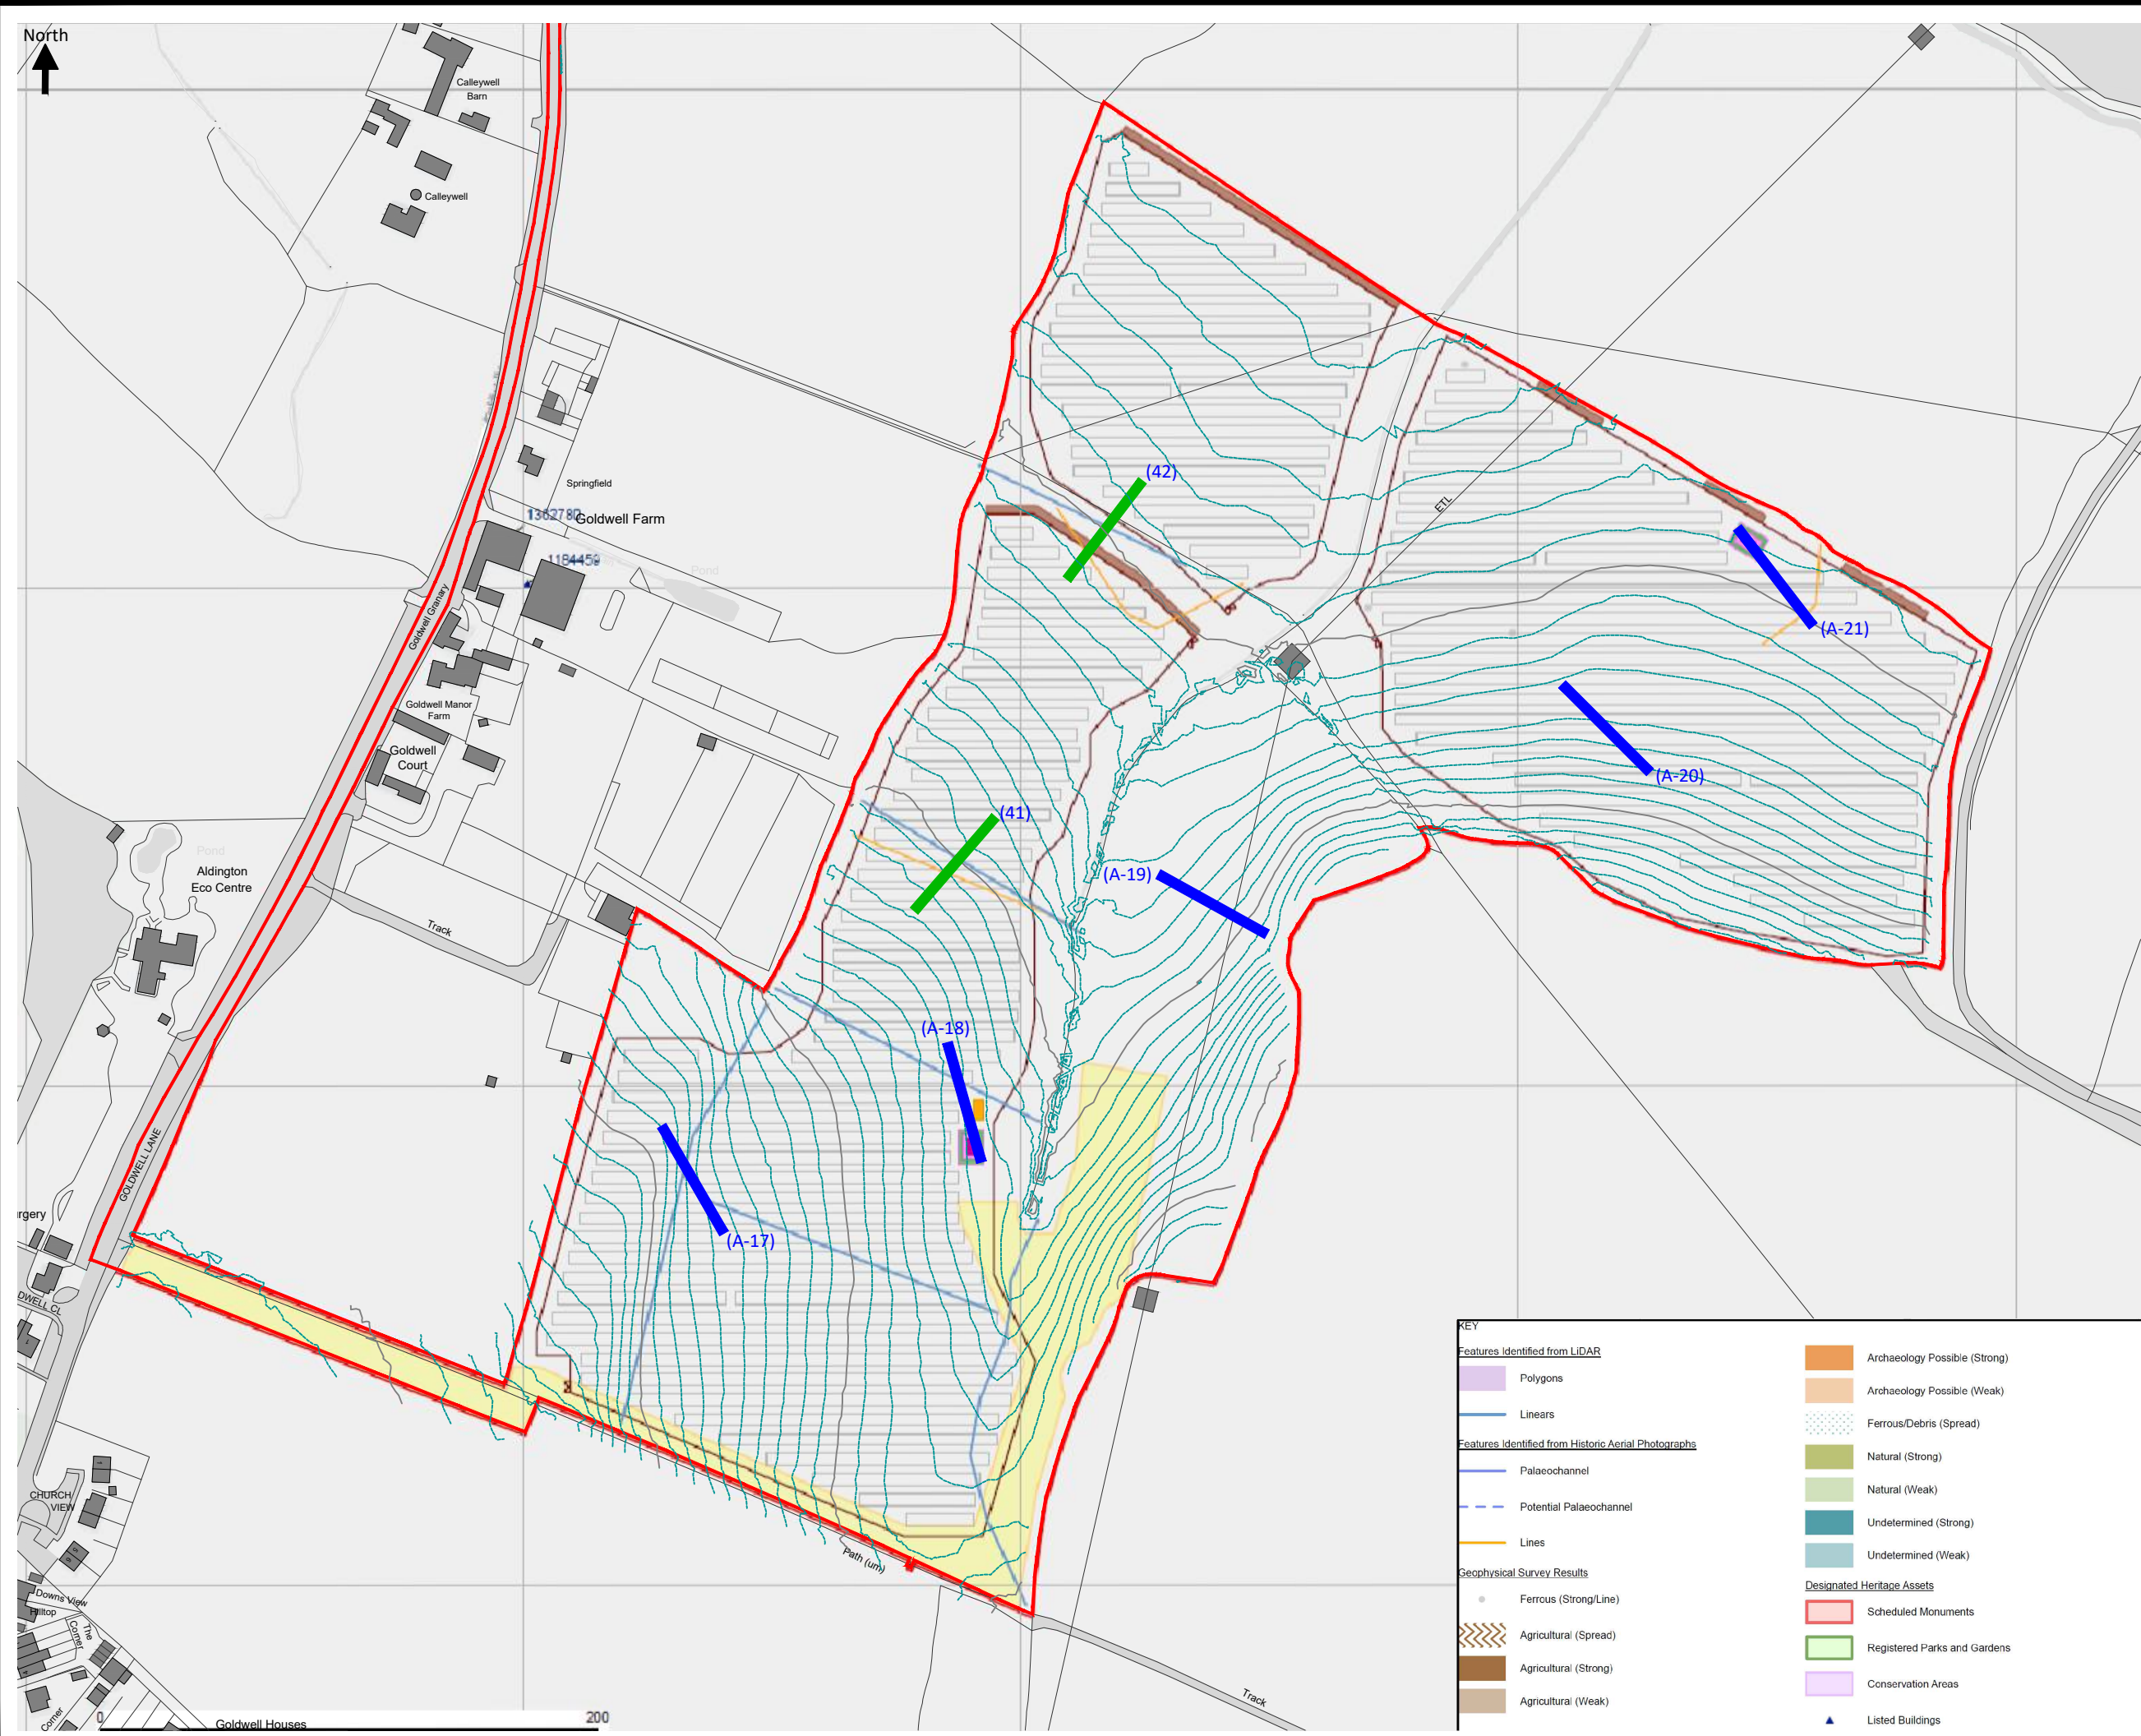 North
Calleywell
Barn
Calleywell
(42)
Springfield
ETL
1362780
Goldwell Farm
1184459
Pond
Goldwell Granary
(A-21)
Goldwell Manor
Farm
Goldwell
Court
(A-20)
(41)
Pond
Aldington
Eco Centre
(A-19)
Track
(A-18)
GOLDWELL LANE
rgery
(A-17)
DWELL CL
CHURCH
VIEW
Path (um)
Downs View
Hilltop
The
Corner
Corner
Track
0
200
Goldwell Houses
KEY
Features Identified from LiDAR
Polygons
Linears
Features Identified from Historic Aerial Photographs
Palaeochannel
Potential Palaeochannel
Lines
Geophysical Survey Results
Ferrous (Strong/Line)
Agricultural (Spread)
Agricultural (Strong)
Agricultural (Weak)
Archaeology Possible (Strong)
Archaeology Possible (Weak)
Ferrous/Debris (Spread)
Natural (Strong)
Natural (Weak)
Undetermined (Strong)
Undetermined (Weak)
Designated Heritage Assets
Scheduled Monuments
Registered Parks and Gardens
Conservation Areas
Listed Buildings